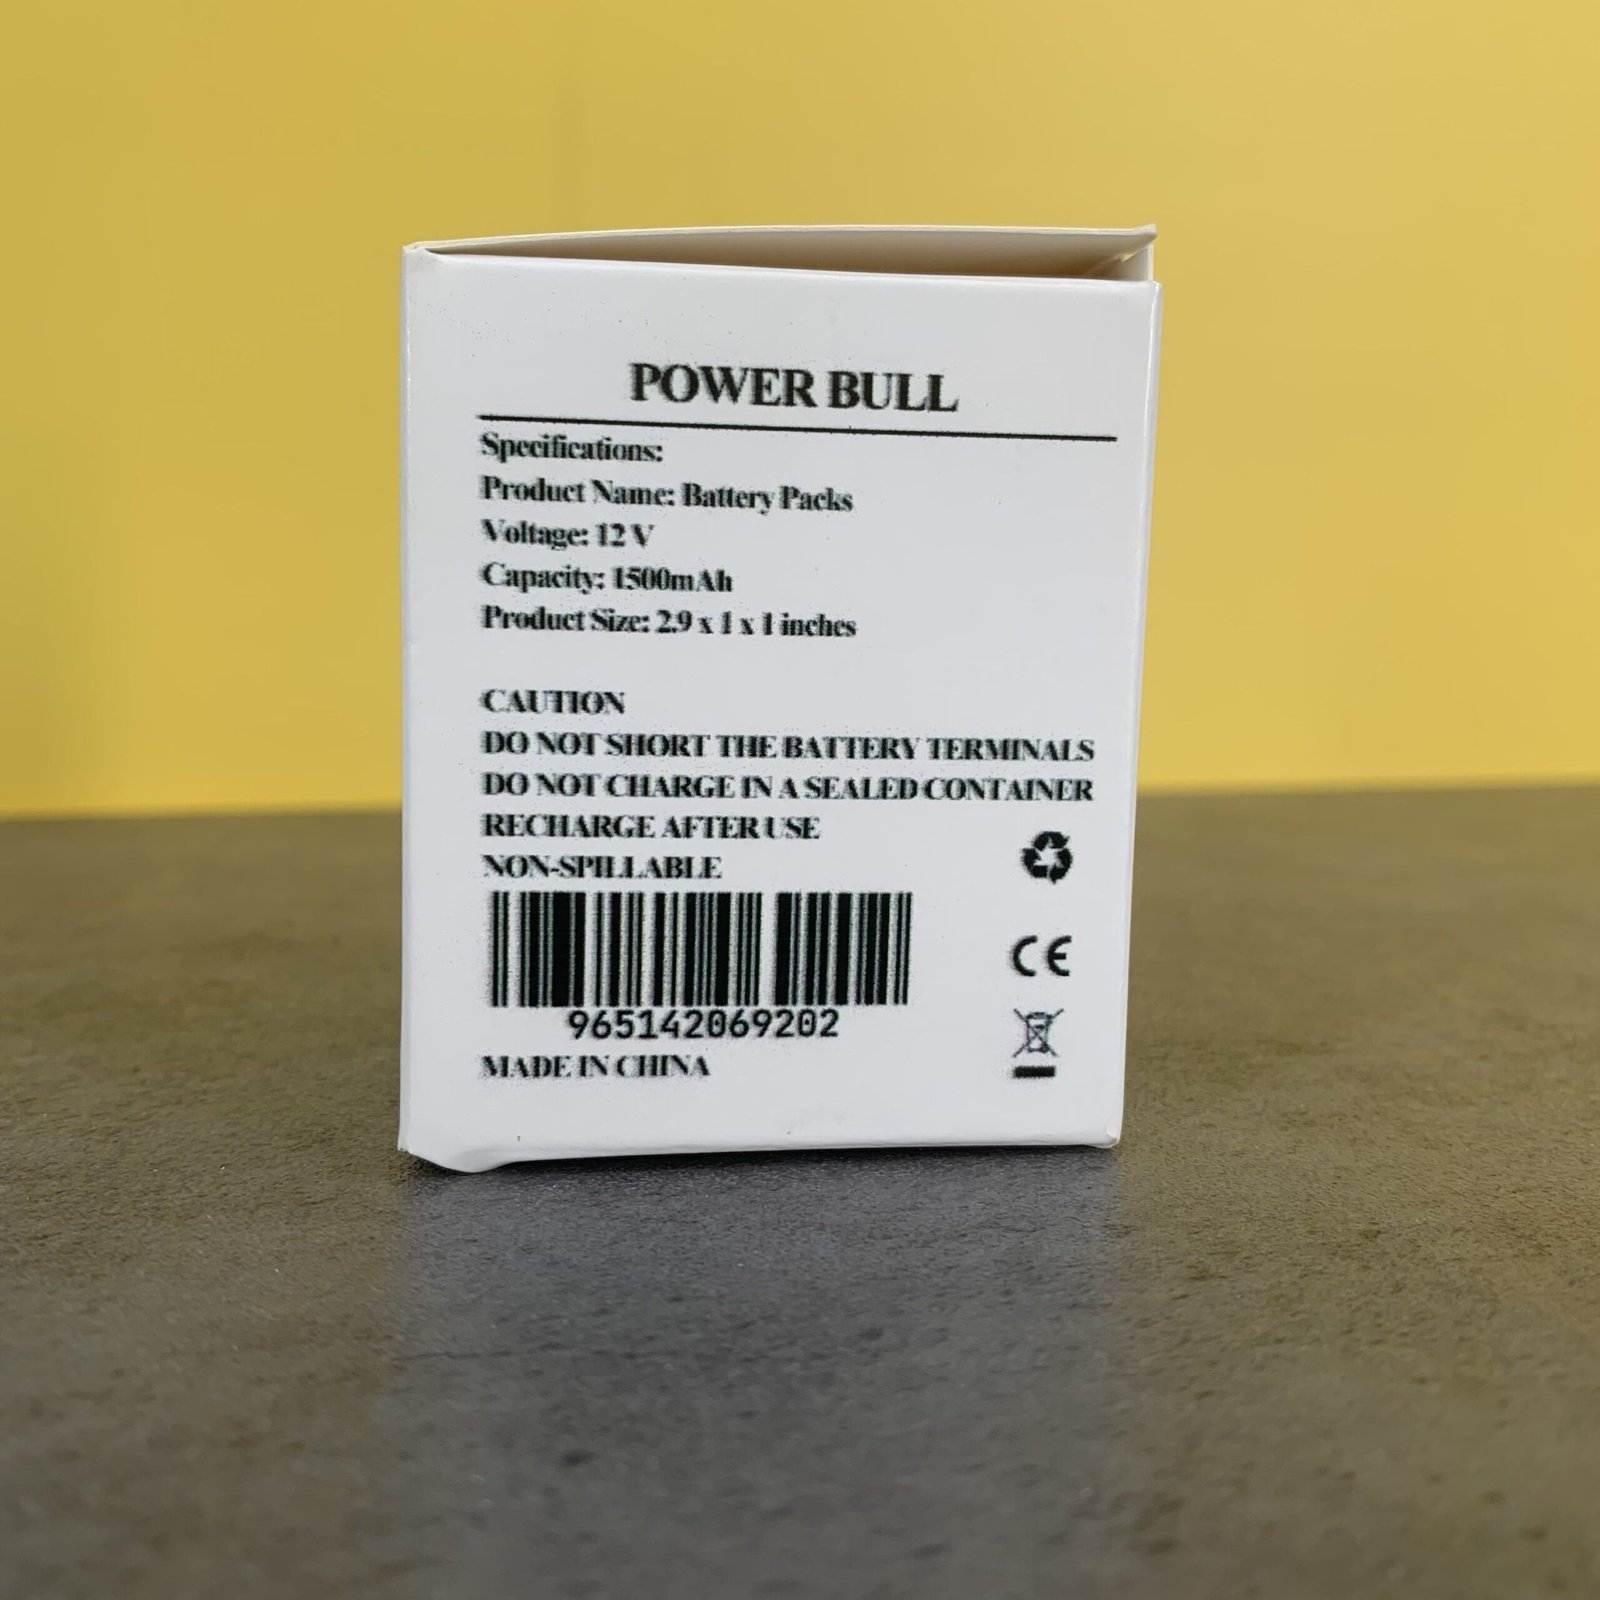 POWER BULL
Specifications:
Product Name: Battery Packs
Voltage: 12 V
Capacity: 1500mAh
Product Size: 2.9 x 1 x 1 inches
CAUTION
DO NOT SHORT THE BATTERY TERMINALS
DO NOT CHARGE IN A SEALED CONTAINER
RECHARGE AFTER USE
NON-SPILLABLE
CE
965142069202
MADE IN CHINA